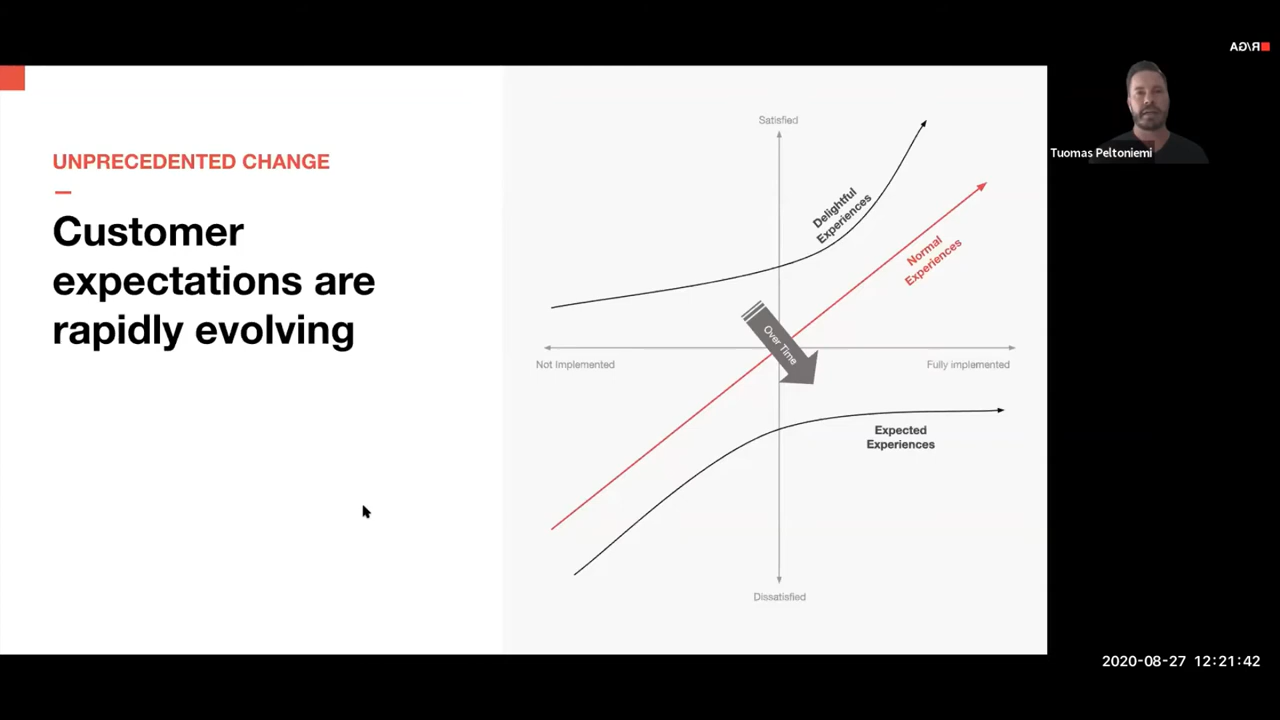 R/GA
Tuomas Peltoniemi
UNPRECEDENTED CHANGE
Customer
expectations are
rapidly evolving
Satisfied
Delightful
Experiences
Normal
Experiences
Over Time
Not Implemented
Fully implemented
Expected
Experiences
Dissatisfied
2020-08-27 12:21:42